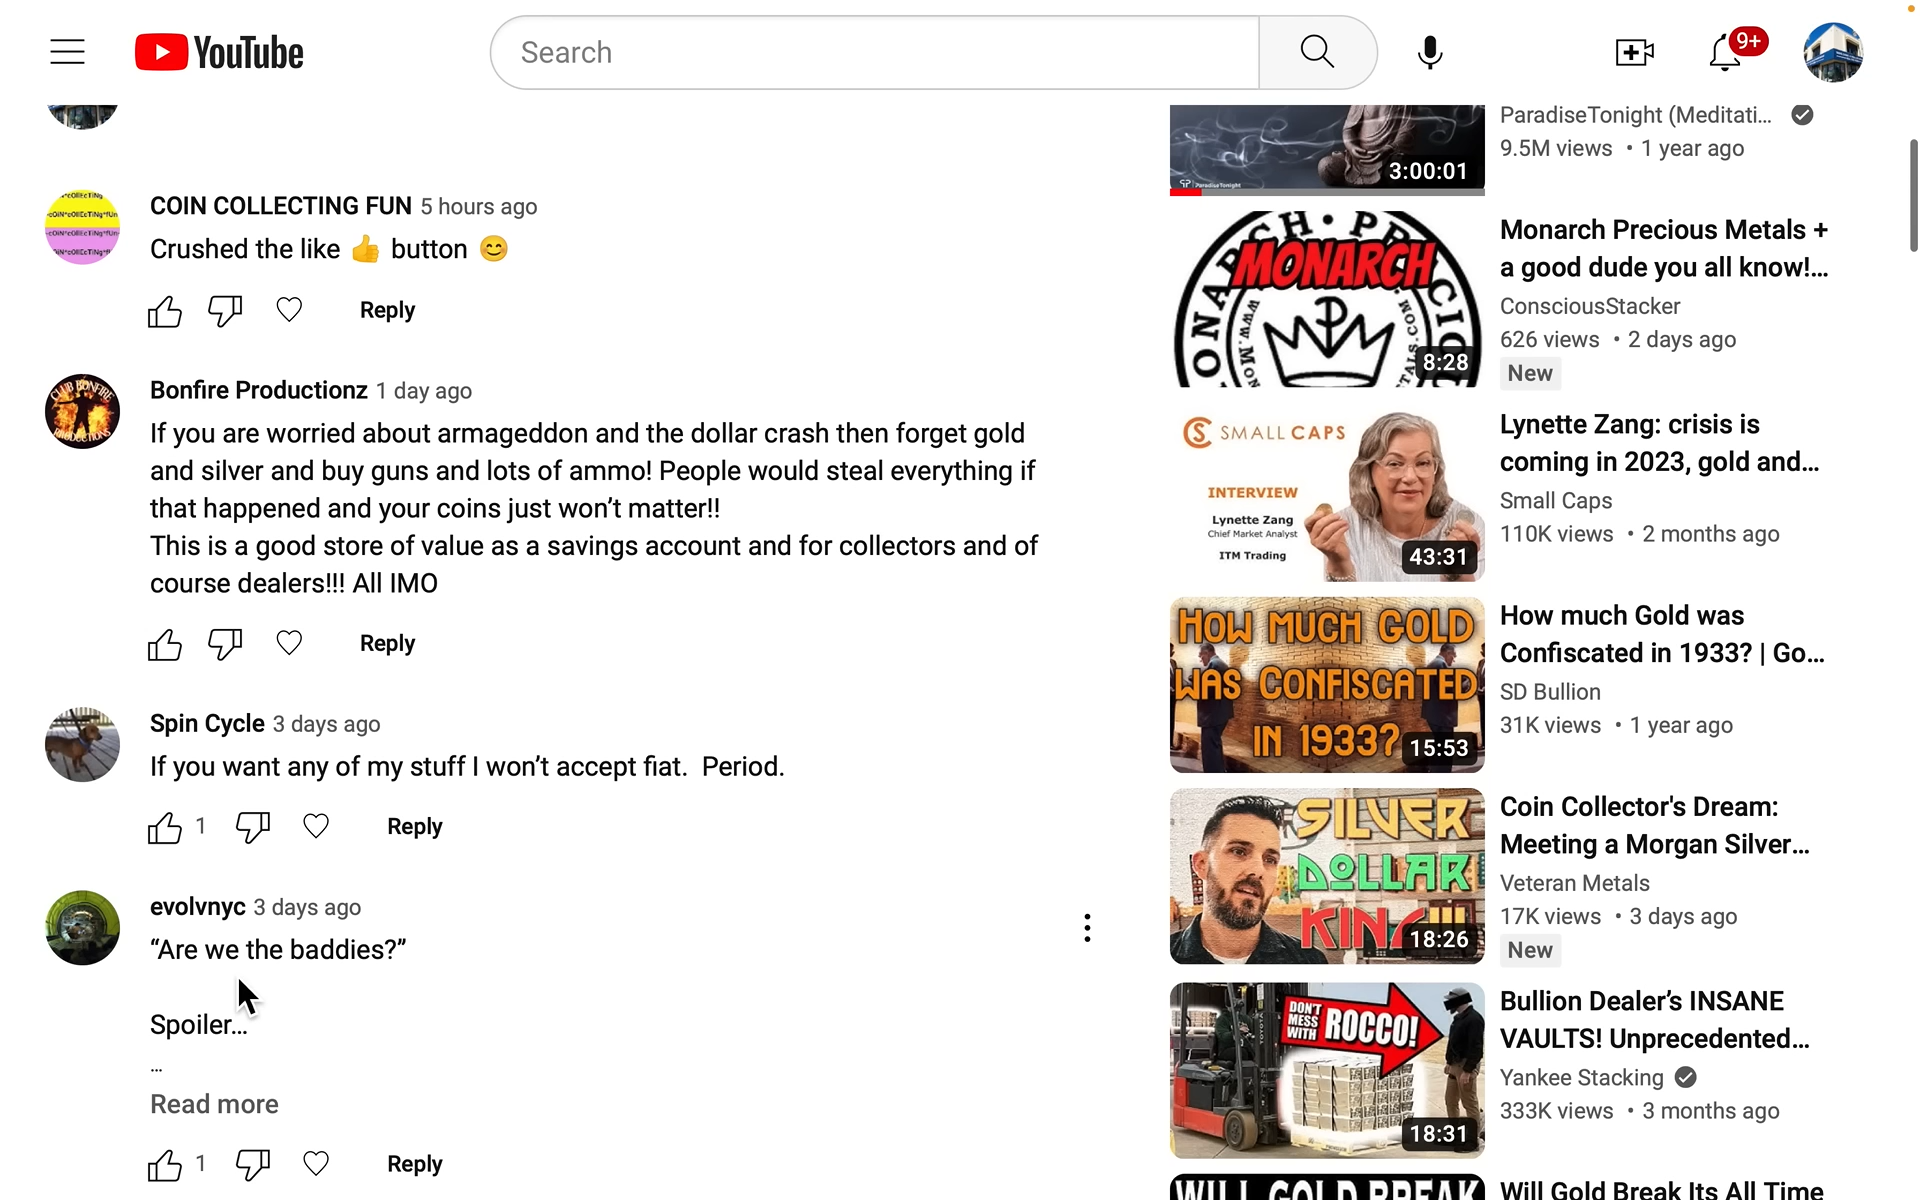 YouTube
Search
9+
COIN COLLECTING FUN 5 hours ago
Crushed the like 👍 button 😊
Reply
Bonfire Productionz 1 day ago
If you are worried about armageddon and the dollar crash then forget gold
and silver and buy guns and lots of ammo! People would steal everything if
that happened and your coins just won’t matter!!
This is a good store of value as a savings account and for collectors and of
course dealers!!! All IMO
Reply
Spin Cycle 3 days ago
If you want any of my stuff I won’t accept fiat.  Period.
1
Reply
evolvnyc 3 days ago
“Are we the baddies?”
Spoiler...
...
Read more
1
Reply
ParadiseTonight
3:00:01
ParadiseTonight (Meditati...
9.5M views • 1 year ago
MONARCH
8:28
Monarch Precious Metals +
a good dude you all know!...
ConsciousStacker
626 views • 2 days ago
New
SMALL CAPS
INTERVIEW
Lynette Zang
Chief Market Analyst
ITM Trading
43:31
Lynette Zang: crisis is
coming in 2023, gold and...
Small Caps
110K views • 2 months ago
HOW MUCH GOLD
WAS CONFISCATED
IN 1933?
15:53
How much Gold was
Confiscated in 1933? | Go...
SD Bullion
31K views • 1 year ago
SILVER
DOLLAR
18:26
Coin Collector's Dream:
Meeting a Morgan Silver...
Veteran Metals
17K views • 3 days ago
New
DON'T
MESS
WITH
ROCCO!
18:31
Bullion Dealer’s INSANE
VAULTS! Unprecedented...
Yankee Stacking
333K views • 3 months ago
WILL GOLD BREAK
Will Gold Break Its All Time